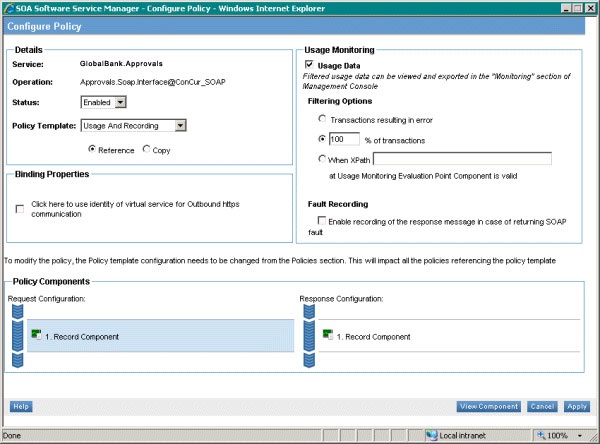 SOA Software Service Manager - Configure Policy - Windows Internet Explorer
Configure Policy
Details
Service: GlobalBank.Approvals
Operation: Approvals.Soap.Interface@ConCur_SOAP
Status: Enabled
Policy Template: Usage And Recording
Reference Copy
Binding Properties
Click here to use identity of virtual service for Outbound https
communication
Usage Monitoring
Usage Data
Filtered usage data can be viewed and exported in the "Monitoring" section of
Management Console
Filtering Options
Transactions resulting in error
100 % of transactions
When XPath
at Usage Monitoring Evaluation Point Component is valid
Fault Recording
Enable recording of the response message in case of returning SOAP
fault
To modify the policy, the Policy template configuration needs to be changed from the Policies section. This will impact all the policies referencing the policy template
Policy Components
Request Configuration:
1. Record Component
Response Configuration:
1. Record Component
Help
View Component Cancel Apply
Done
Local intranet
100%